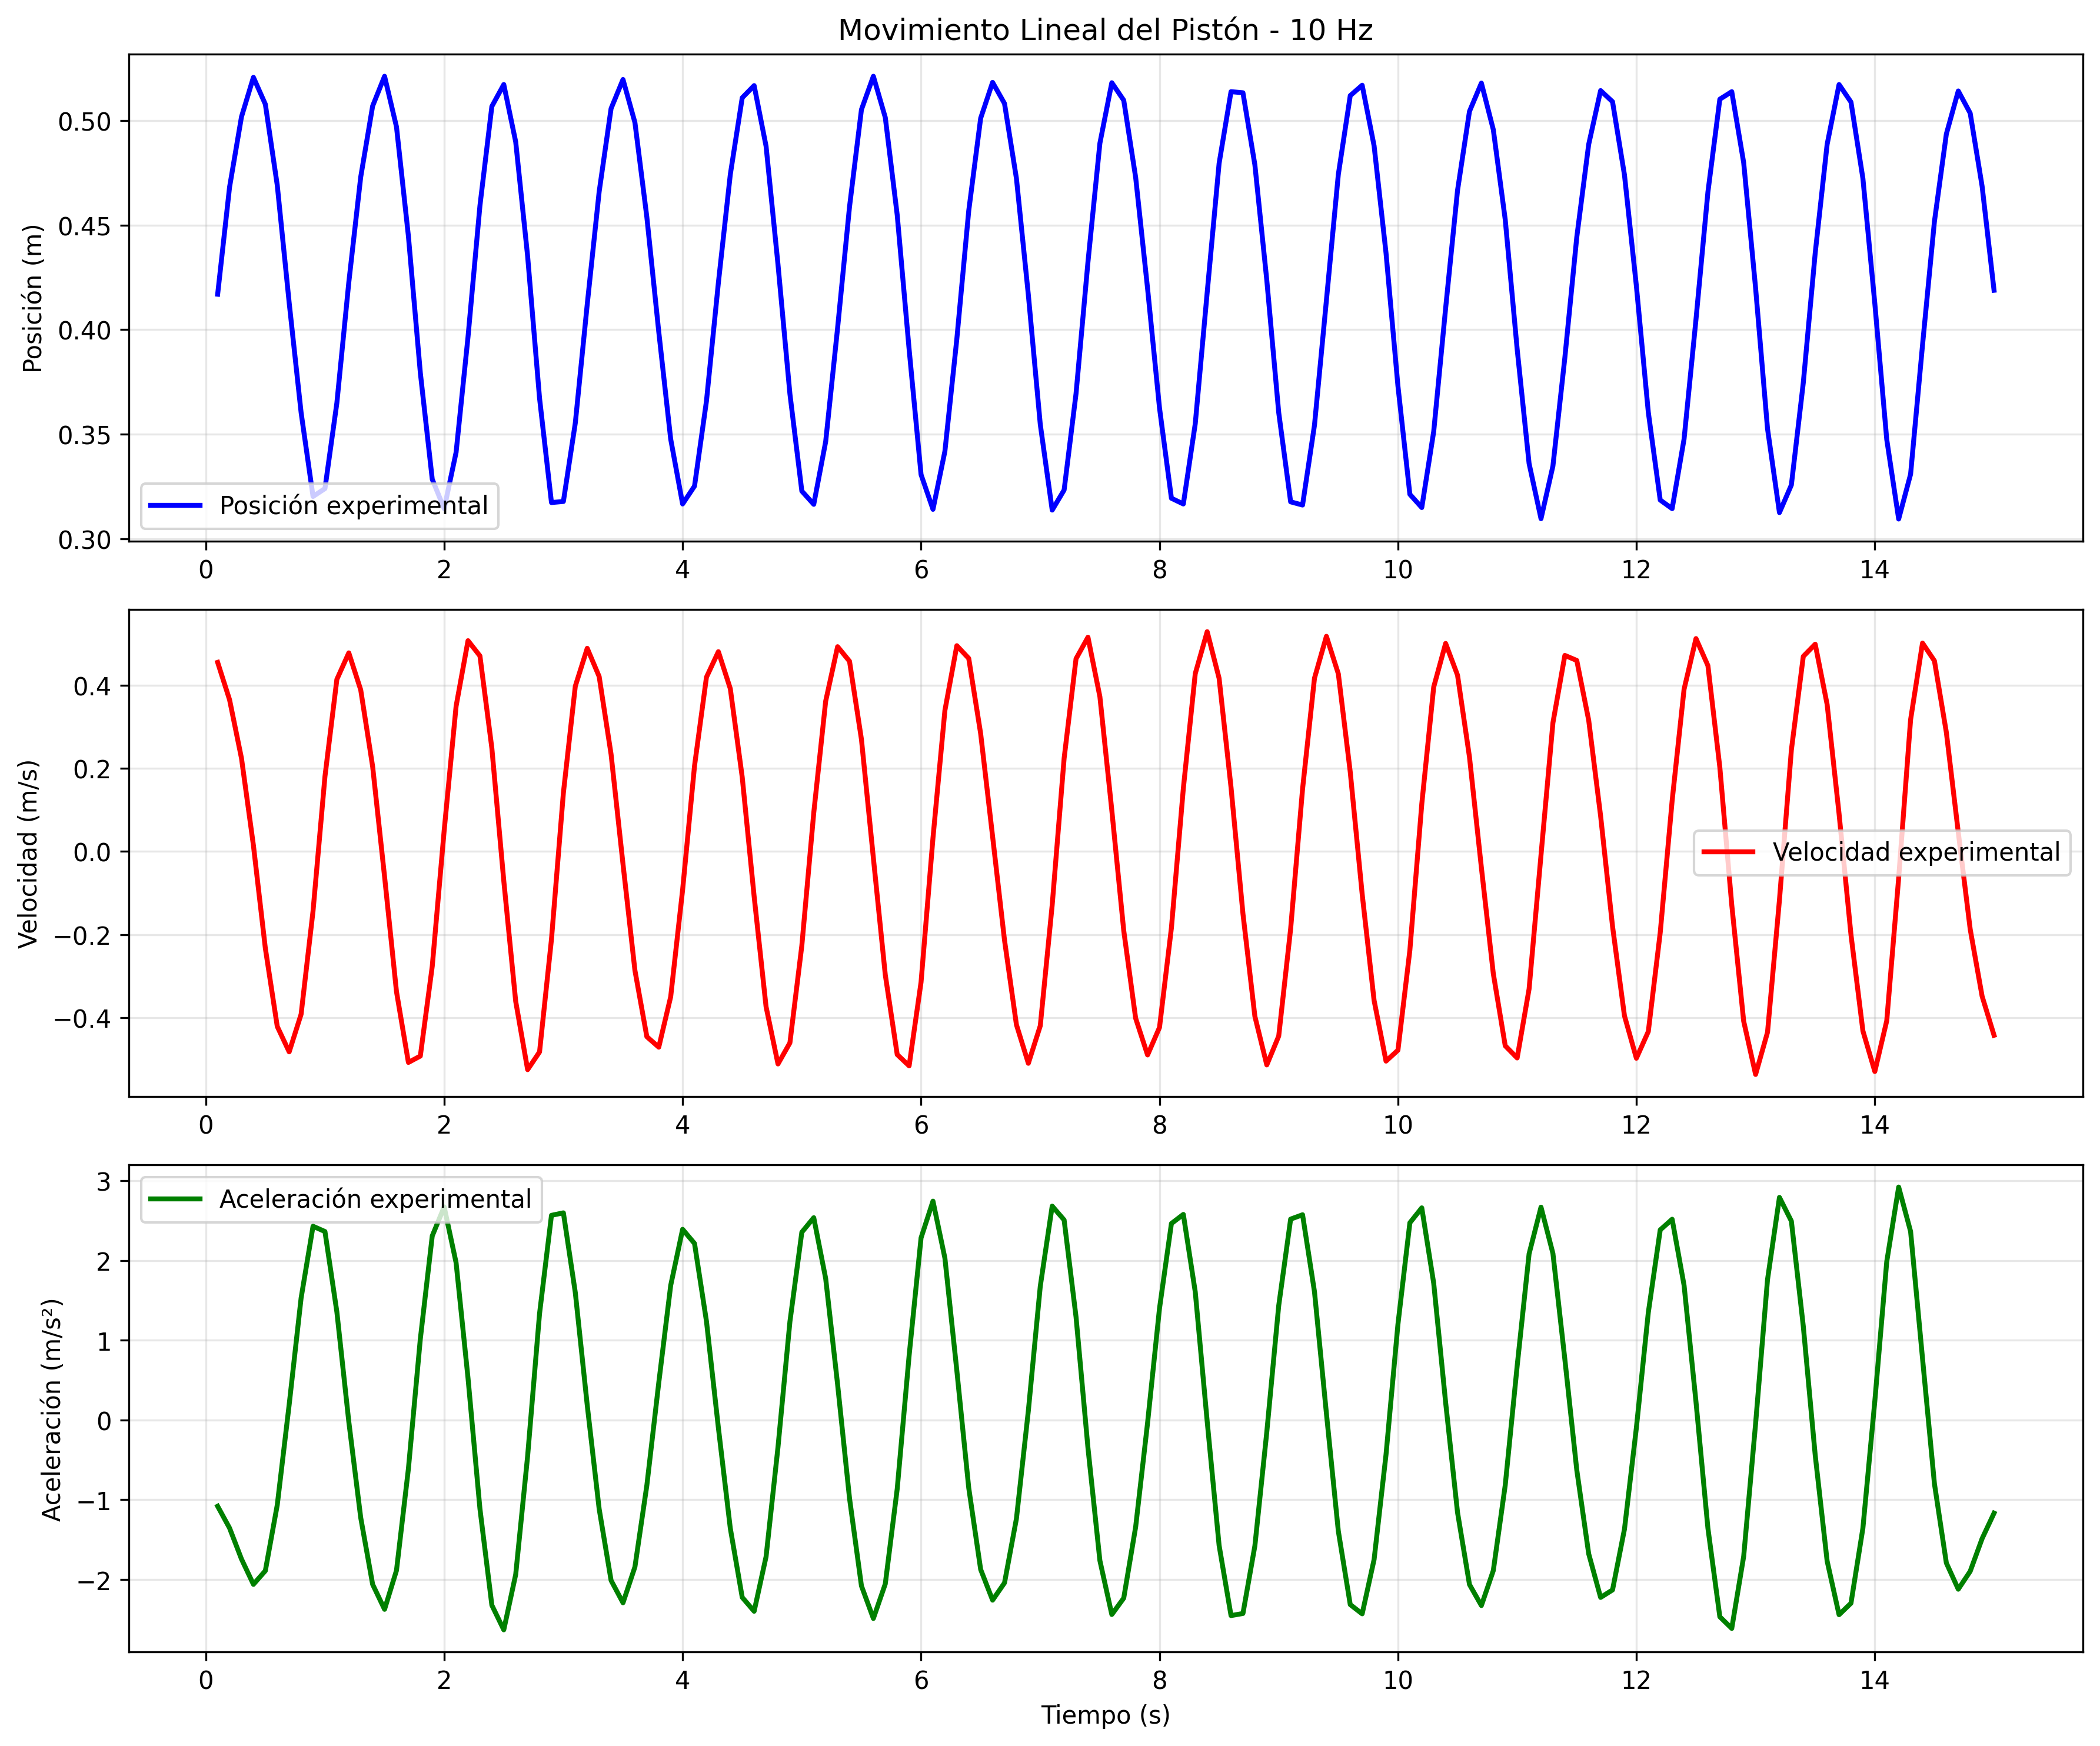 Movimiento Lineal del Pistón - 10 Hz
Posición (m)
0.50
0.45
0.40
0.35
0.30
Posición experimental
0 2 4 6 8 10 12 14
Velocidad (m/s)
0.4
0.2
0.0
−0.2
−0.4
Velocidad experimental
0 2 4 6 8 10 12 14
Aceleración (m/s²)
3
2
1
0
−1
−2
Aceleración experimental
0 2 4 6 8 10 12 14
Tiempo (s)